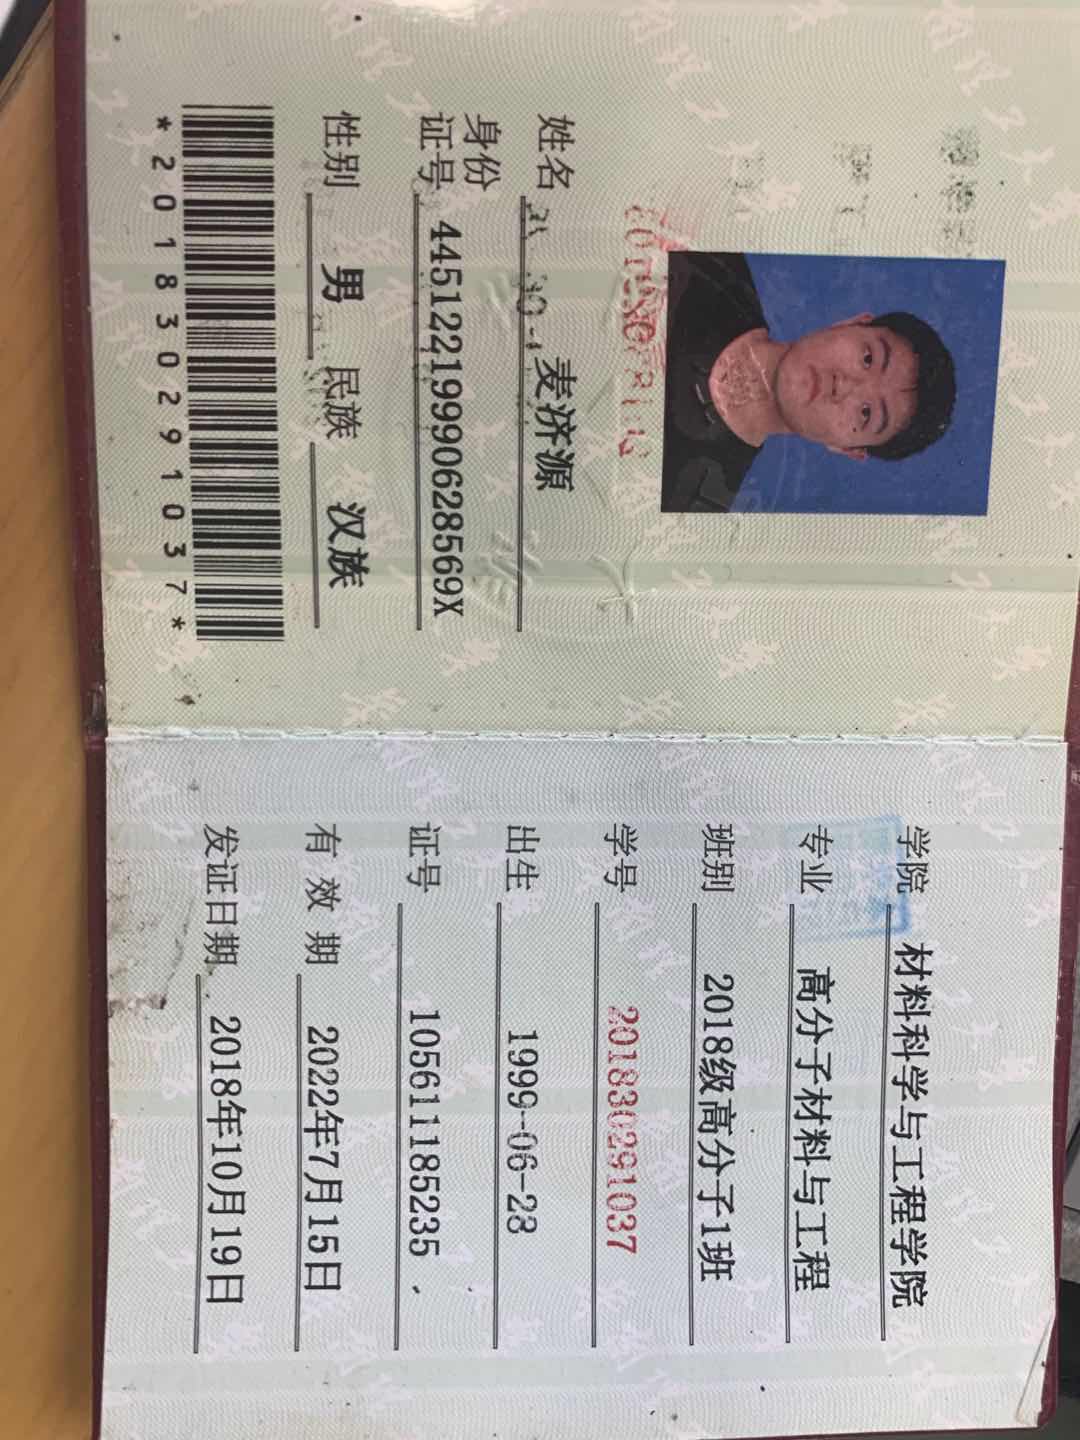 姓名 麦济源
身份
证号 44512219990628569X
性别 男 民族 汉族
*201830291037*
学院 材料科学与工程学院
专业 高分子材料与工程
班别 2018级高分子1班
学号 201830291037
出生 1999-06-28
证号 105611185235
有效期 2022年7月15日
发证日期 2018年10月19日